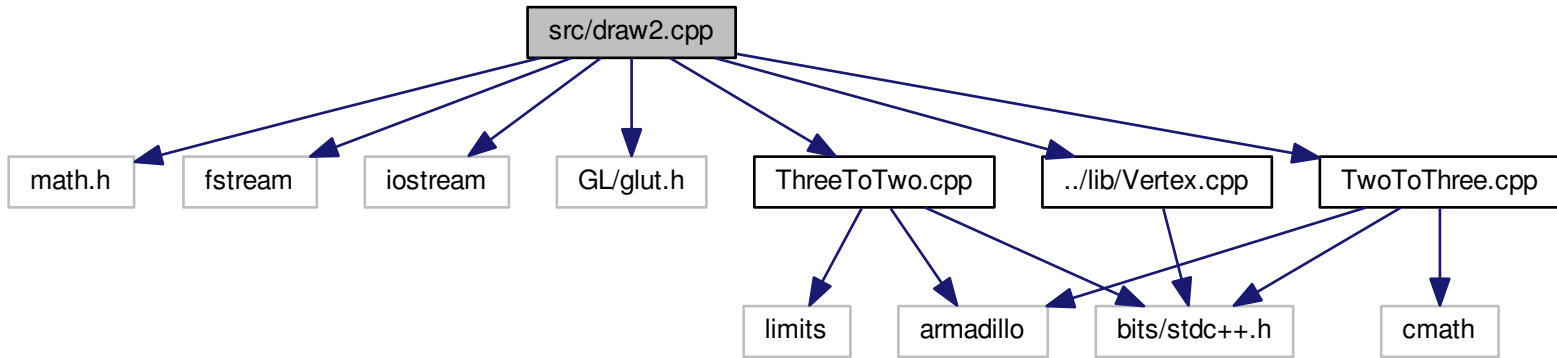 src/draw2.cpp
math.h
fstream
iostream
GL/glut.h
ThreeToTwo.cpp
../lib/Vertex.cpp
TwoToThree.cpp
limits
armadillo
bits/stdc++.h
cmath